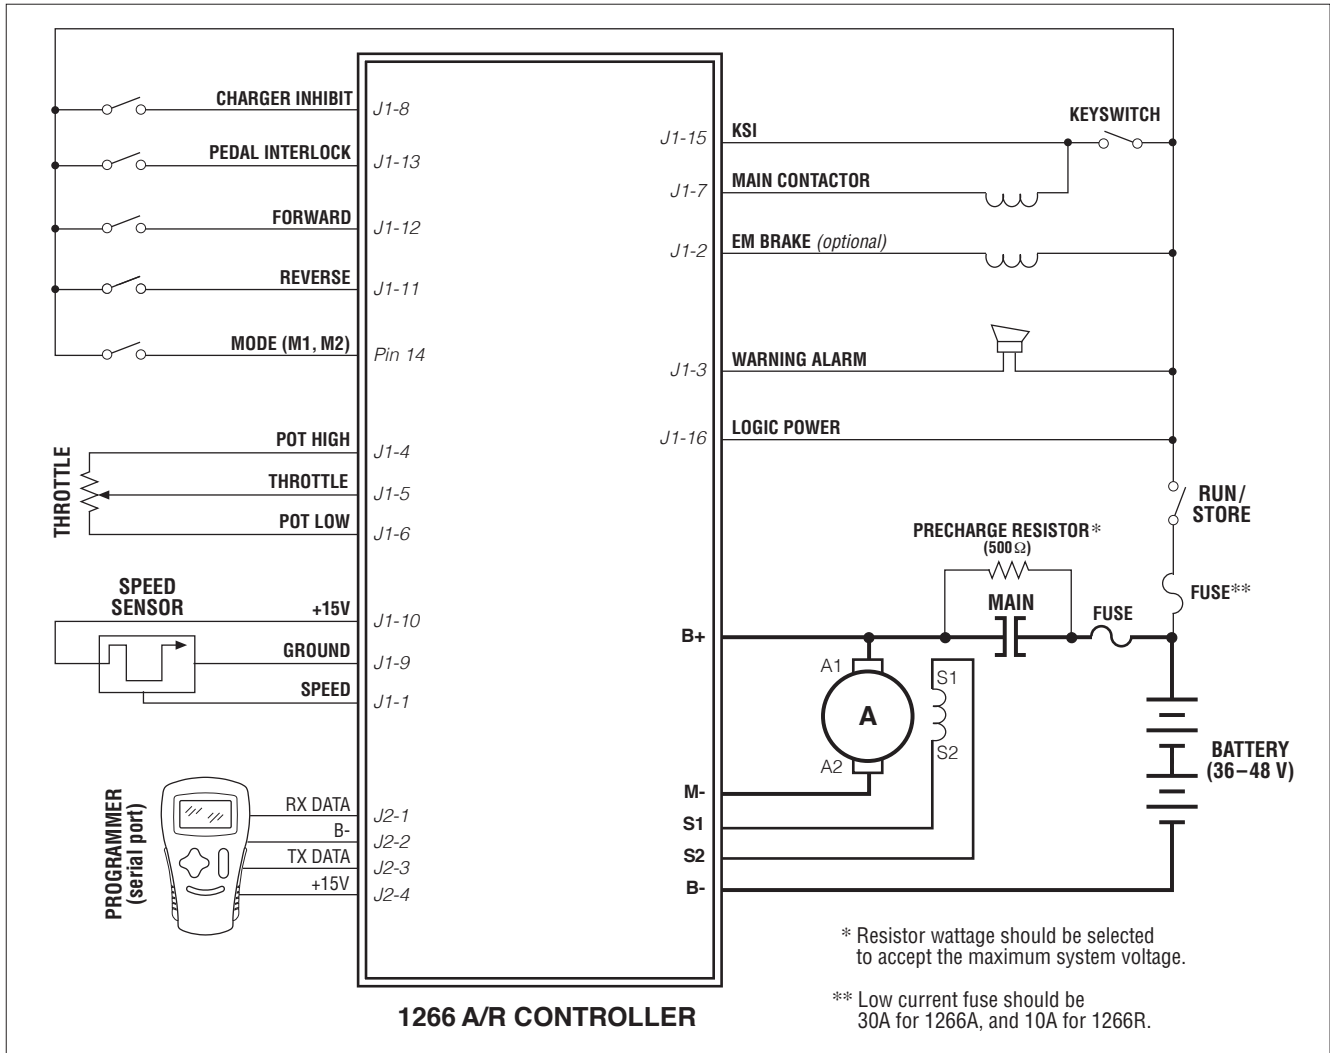 CHARGER INHIBIT
J1-8
PEDAL INTERLOCK
J1-13
FORWARD
J1-12
REVERSE
J1-11
MODE (M1, M2)
Pin 14
THROTTLE
POT HIGH
J1-4
THROTTLE
J1-5
POT LOW
J1-6
SPEED
SENSOR
+15V
J1-10
GROUND
J1-9
SPEED
J1-1
PROGRAMMER
(serial port)
RX DATA
J2-1
B-
J2-2
TX DATA
J2-3
+15V
J2-4
J1-15
KSI
KEYSWITCH
J1-7
MAIN CONTACTOR
J1-2
EM BRAKE (optional)
J1-3
WARNING ALARM
J1-16
LOGIC POWER
RUN/
STORE
PRECHARGE RESISTOR*
(500 Ω)
FUSE**
MAIN
FUSE
B+
A1
A
A2
S1
S2
BATTERY
(36–48 V)
M-
S1
S2
B-
* Resistor wattage should be selected
to accept the maximum system voltage.
** Low current fuse should be
30A for 1266A, and 10A for 1266R.
1266 A/R CONTROLLER